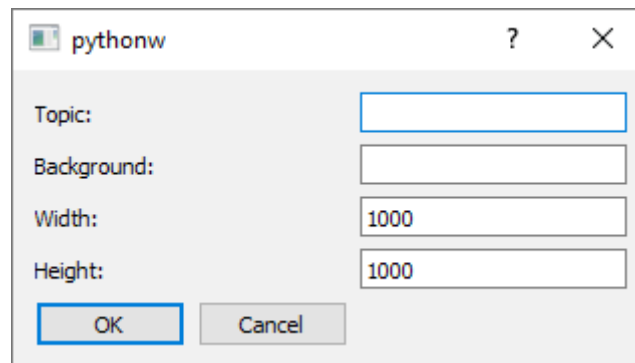 pythonw ?
Topic:
Background:
Width: 1000
Height: 1000
OK Cancel